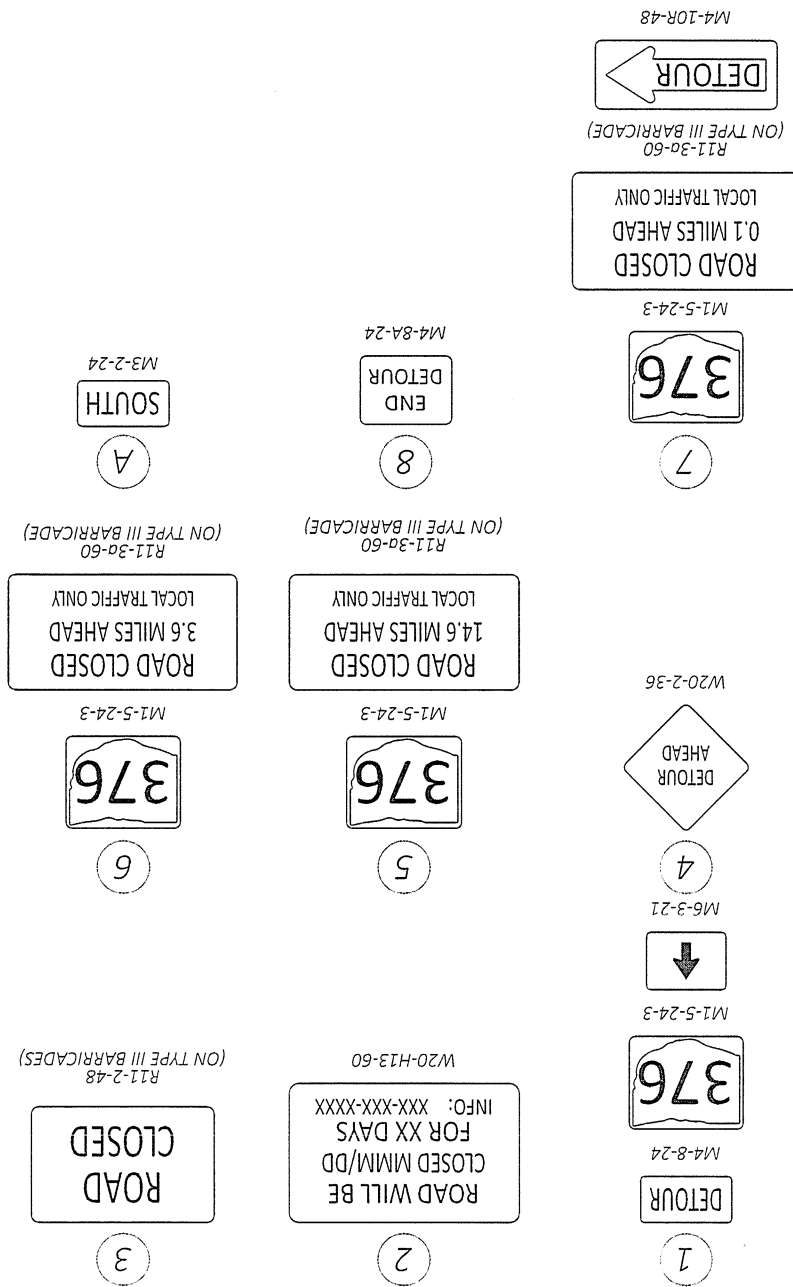 1
DETOUR
M4-8-24
376
M1-5-24-3
M6-3-21
2
ROAD WILL BE
CLOSED MMM/DD
FOR XX DAYS
INFO: XXX-XXX-XXXX
W20-H13-60
3
ROAD
CLOSED
R11-2-48
(ON TYPE III BARRICADES)
4
DETOUR
AHEAD
W20-2-36
5
376
M1-5-24-3
ROAD CLOSED
14.6 MILES AHEAD
LOCAL TRAFFIC ONLY
R11-3a-60
(ON TYPE III BARRICADE)
6
376
M1-5-24-3
ROAD CLOSED
3.6 MILES AHEAD
LOCAL TRAFFIC ONLY
R11-3a-60
(ON TYPE III BARRICADE)
7
376
M1-5-24-3
ROAD CLOSED
0.1 MILES AHEAD
LOCAL TRAFFIC ONLY
R11-3a-60
(ON TYPE III BARRICADE)
DETOUR
M4-10R-48
8
END
DETOUR
M4-8A-24
A
SOUTH
M3-2-24